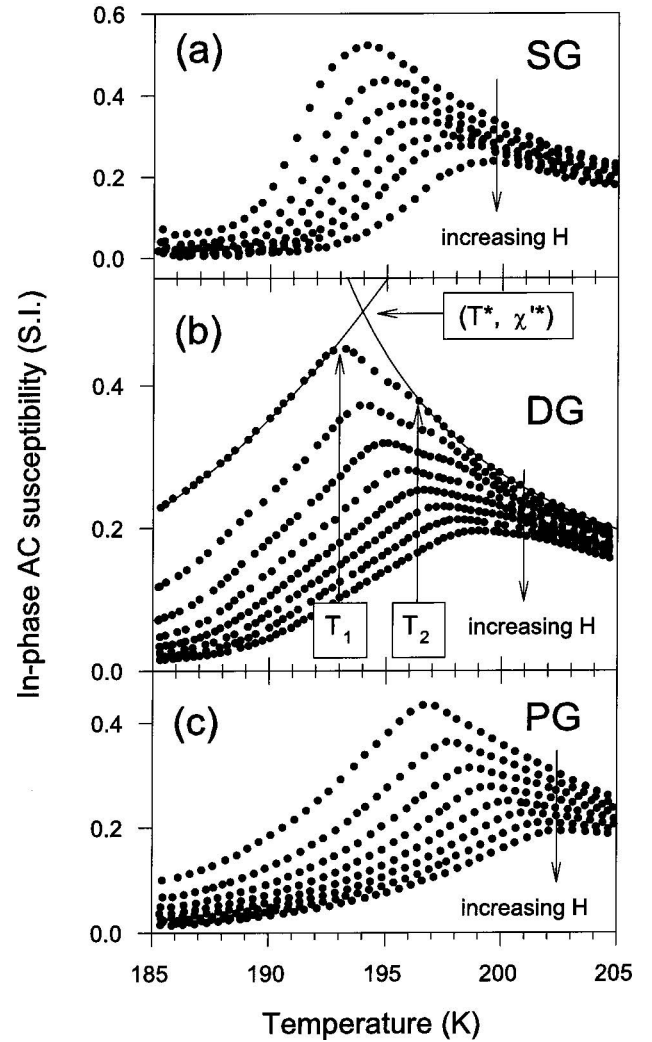 In-phase AC susceptibility (S.I.)
(a)
SG
0.6
0.4
0.2
0.0
increasing H
(T*, χ'*)
(b)
DG
0.4
0.2
0.0
T1
T2
increasing H
(c)
PG
0.4
0.2
0.0
increasing H
185 190 195 200 205
Temperature (K)